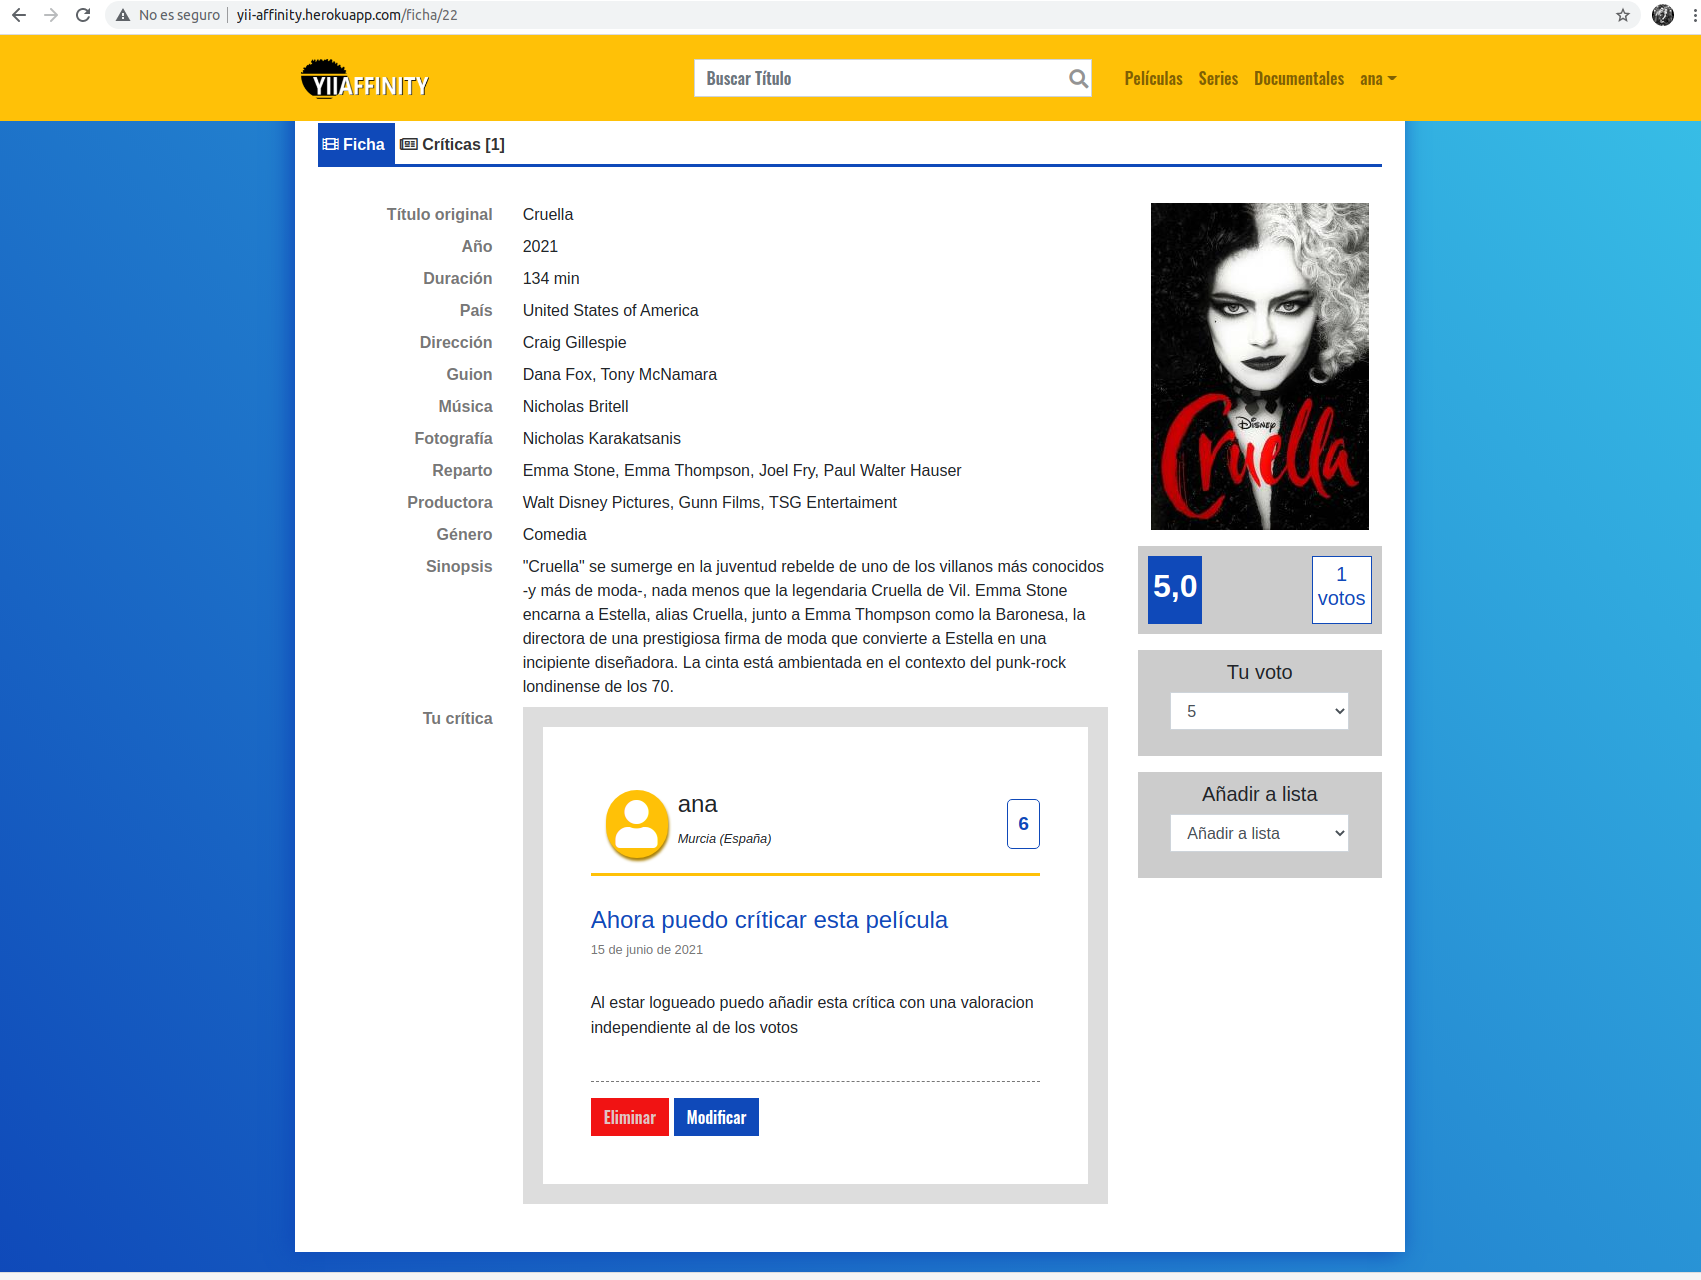 No es seguro | yii-affinity.herokuapp.com/ficha/22
YIIAFFINITY
Buscar Título
Películas
Series
Documentales
ana
Ficha
Críticas [1]
Título original Cruella
Año 2021
Duración 134 min
País United States of America
Dirección Craig Gillespie
Guion Dana Fox, Tony McNamara
Música Nicholas Britell
Fotografía Nicholas Karakatsanis
Reparto Emma Stone, Emma Thompson, Joel Fry, Paul Walter Hauser
Productora Walt Disney Pictures, Gunn Films, TSG Entertaiment
Género Comedia
Sinopsis "Cruella" se sumerge en la juventud rebelde de uno de los villanos más conocidos
-y más de moda-, nada menos que la legendaria Cruella de Vil. Emma Stone
encarna a Estella, alias Cruella, junto a Emma Thompson como la Baronesa, la
directora de una prestigiosa firma de moda que convierte a Estella en una
incipiente diseñadora. La cinta está ambientada en el contexto del punk-rock
londinense de los 70.
Tu crítica
ana
Murcia (España)
6
Ahora puedo críticar esta película
15 de junio de 2021
Al estar logueado puedo añadir esta crítica con una valoracion
independiente al de los votos
Eliminar
Modificar
Disney
Cruella
5,0
1
votos
Tu voto
5
Añadir a lista
Añadir a lista